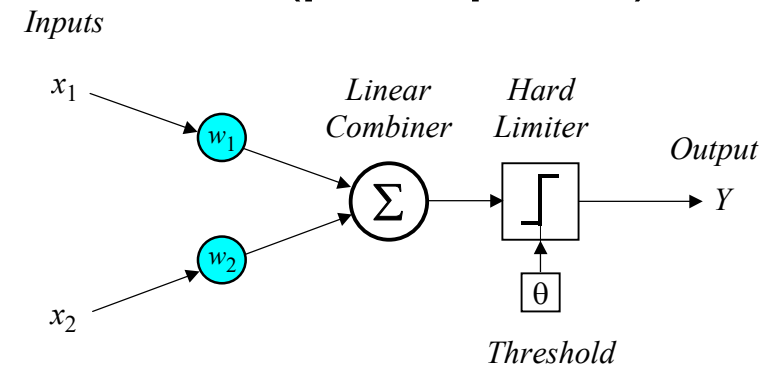 Inputs
x1
Linear Combiner
Hard Limiter
w1
Output
Σ
Y
w2
θ
x2
Threshold